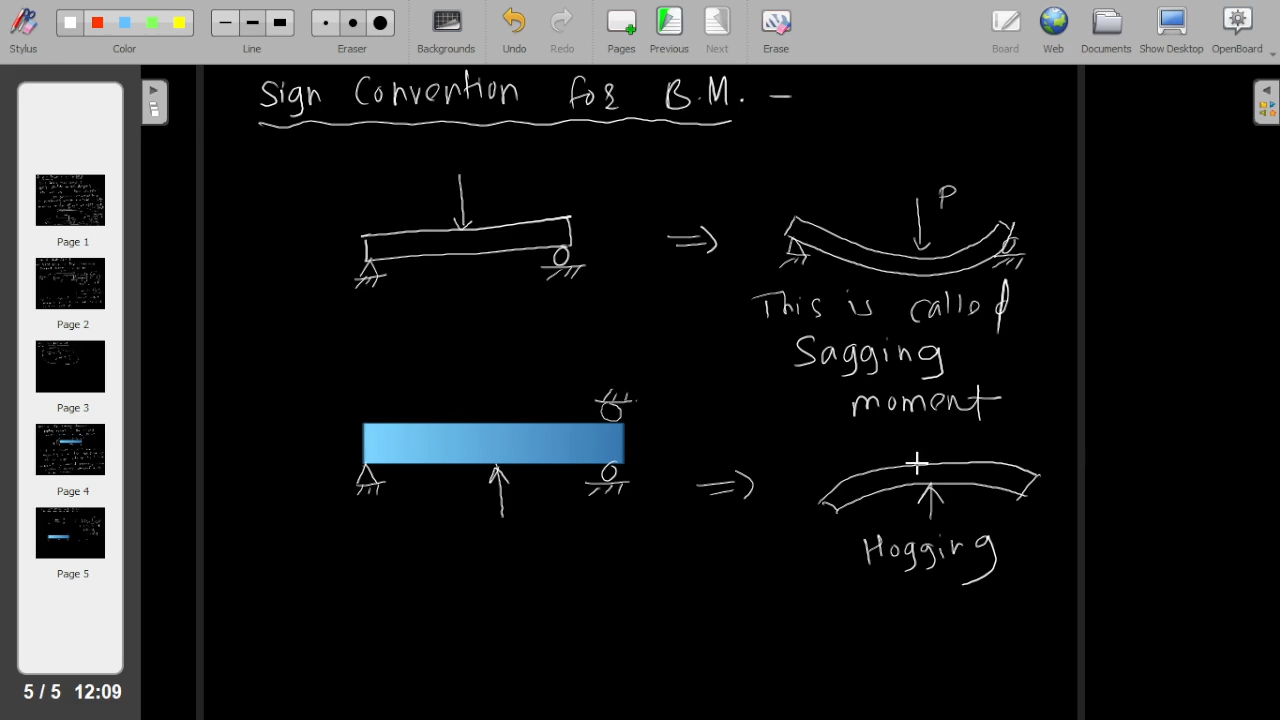 Stylus Color Line Eraser Backgrounds Undo Redo Pages Previous Next Erase Board Web Documents Show Desktop OpenBoard
Sign Convention for B.M. -
P
This is called
Sagging
moment
Hogging
Page 1
Page 2
Page 3
Page 4
Page 5
5 / 5 12:09